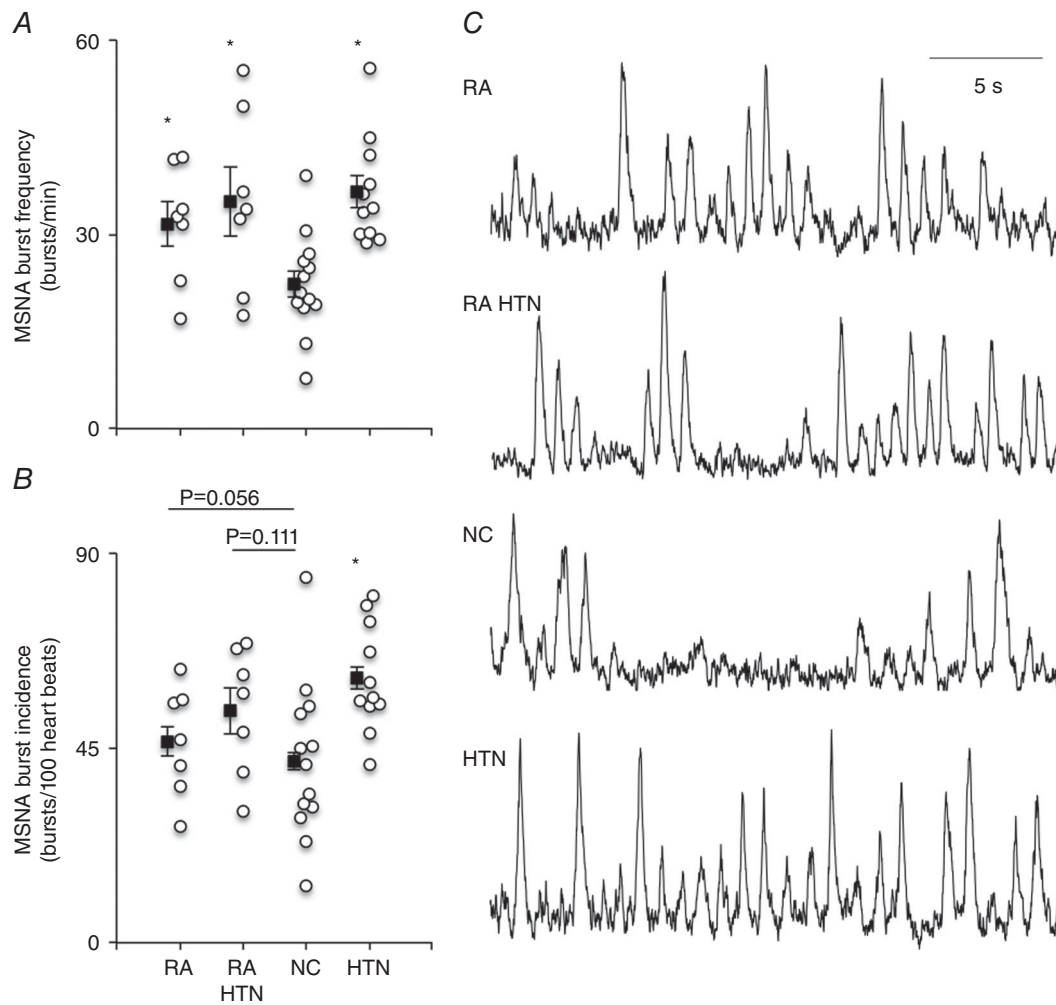 A
60
*
*
*
MSNA burst frequency
(bursts/min)
30
0
B
P=0.056
P=0.111
*
90
MSNA burst incidence
(bursts/100 heart beats)
45
0
RA
RA
HTN
NC
HTN
C
RA
5 s
RA HTN
NC
HTN